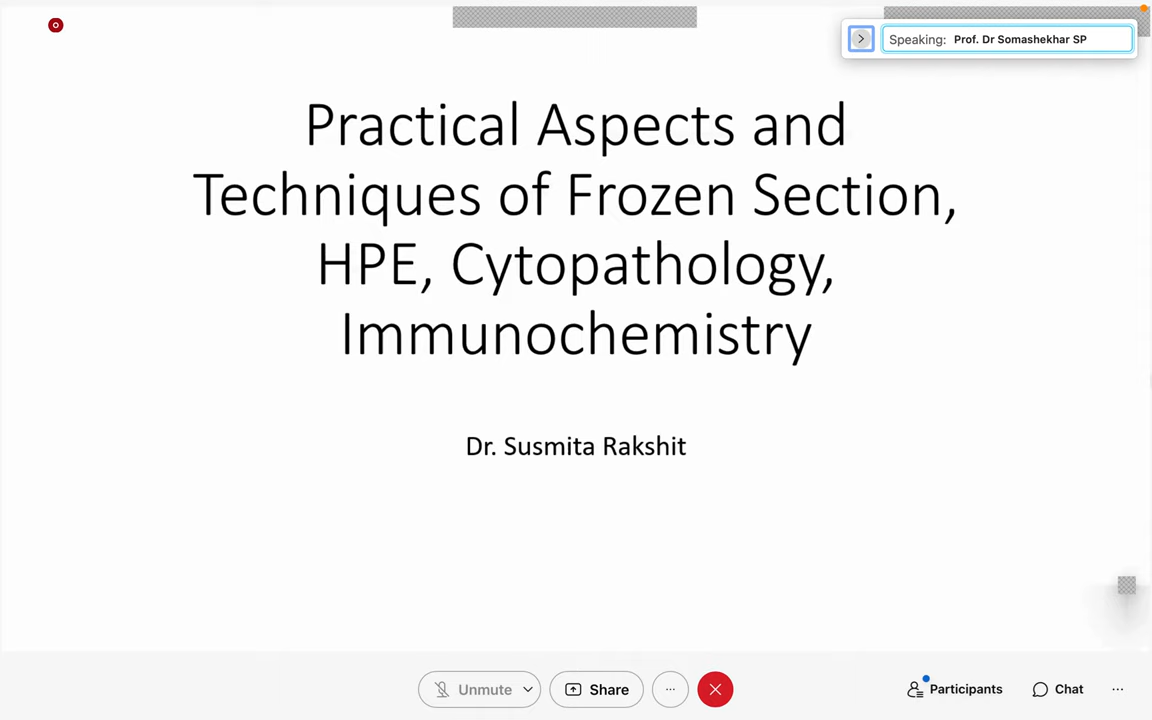 Speaking: Prof. Dr Somashekhar SP
Practical Aspects and
Techniques of Frozen Section,
HPE, Cytopathology,
Immunochemistry
Dr. Susmita Rakshit
Unmute
Share
Participants
Chat